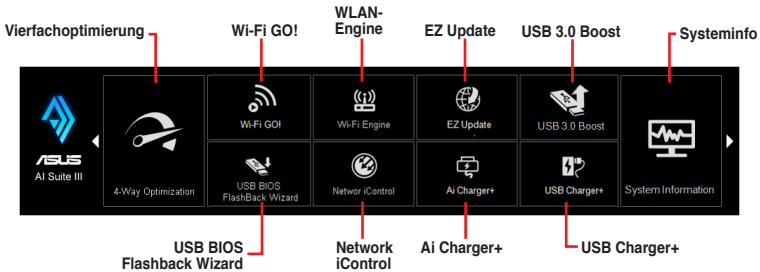 WLAN-
Engine
Vierfachoptimierung
Wi-Fi GO!
EZ Update
USB 3.0 Boost
Systeminfo
ASUS
AI Suite III
4-Way Optimization
Wi-Fi GO!
Wi-Fi Engine
EZ Update
USB 3.0 Boost
System Information
USB BIOS
FlashBack Wizard
Networ iControl
Ai Charger+
USB Charger+
USB BIOS
Flashback Wizard
Network
iControl
Ai Charger+
USB Charger+